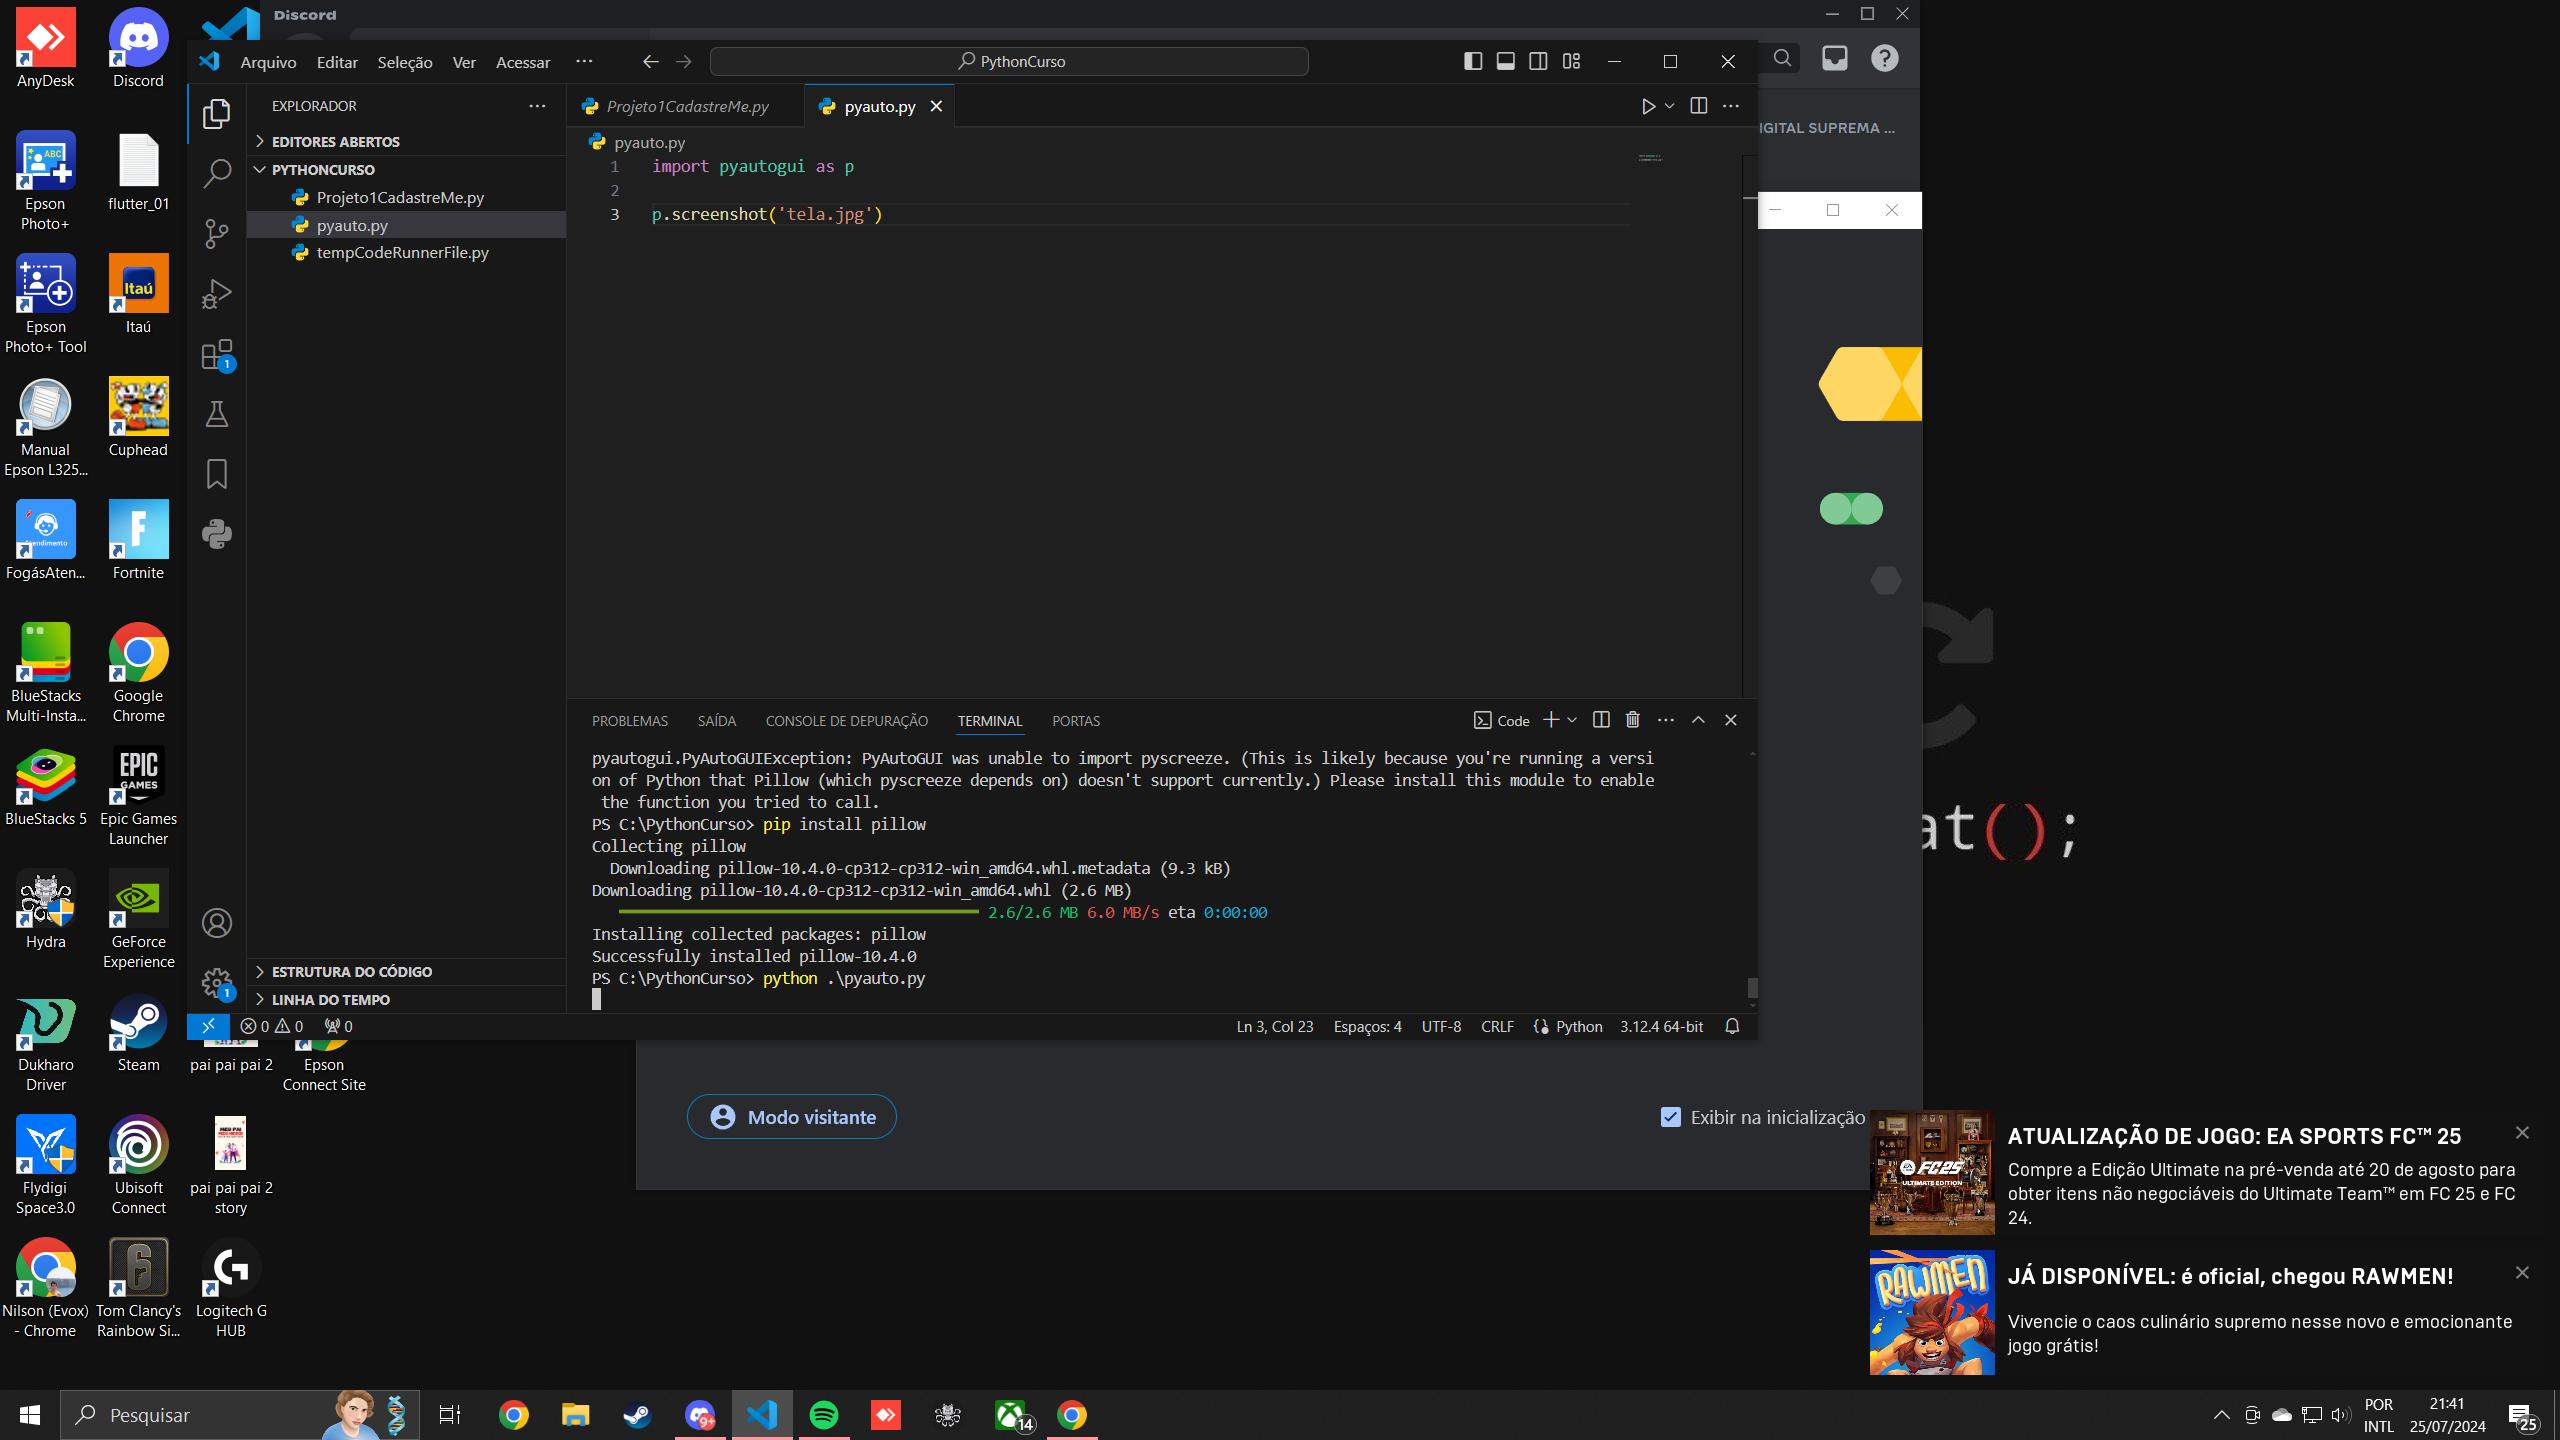 Discord
AnyDesk
Discord
Epson
Photo+
flutter_01
Epson
Photo+ Tool
Itaú
Itaú
Manual
Epson L325...
Cuphead
FogásAten...
Fortnite
BlueStacks
Multi-Insta...
Google
Chrome
BlueStacks 5
EPIC
GAMES
Epic Games
Launcher
Hydra
GeForce
Experience
Dukharo
Driver
Steam
pai pai pai 2
Epson
Connect Site
Flydigi
Space3.0
Ubisoft
Connect
pai pai pai 2
story
Nilson (Evox)
- Chrome
Tom Clancy's
Rainbow Si...
Logitech G
HUB
Arquivo Editar Seleção Ver Acessar ···
PythonCurso
IGITAL SUPREMA ...
EXPLORADOR
EDITORES ABERTOS
PYTHONCURSO
Projeto1CadastreMe.py
pyauto.py
tempCodeRunnerFile.py
ESTRUTURA DO CÓDIGO
LINHA DO TEMPO
1
1
Projeto1CadastreMe.py pyauto.py
pyauto.py
1 import pyautogui as p
2
3 p.screenshot('tela.jpg')
PROBLEMAS SAÍDA CONSOLE DE DEPURAÇÃO TERMINAL PORTAS Code
pyautogui.PyAutoGUIException: PyAutoGUI was unable to import pyscreeze. (This is likely because you're running a versi
on of Python that Pillow (which pyscreeze depends on) doesn't support currently.) Please install this module to enable
the function you tried to call.
PS C:\PythonCurso> pip install pillow
Collecting pillow
Downloading pillow-10.4.0-cp312-cp312-win_amd64.whl.metadata (9.3 kB)
Downloading pillow-10.4.0-cp312-cp312-win_amd64.whl (2.6 MB)
2.6/2.6 MB 6.0 MB/s eta 0:00:00
Installing collected packages: pillow
Successfully installed pillow-10.4.0
PS C:\PythonCurso> python .\pyauto.py
0 0 0 Ln 3, Col 23 Espaços: 4 UTF-8 CRLF Python 3.12.4 64-bit
at();
Modo visitante
Exibir na inicialização
FC25
ULTIMATE EDITION
ATUALIZAÇÃO DE JOGO: EA SPORTS FC™ 25
Compre a Edição Ultimate na pré-venda até 20 de agosto para
obter itens não negociáveis do Ultimate Team™ em FC 25 e FC
24.
RAWMEN
JÁ DISPONÍVEL: é oficial, chegou RAWMEN!
Vivencie o caos culinário supremo nesse novo e emocionante
jogo grátis!
Pesquisar
9+
14
POR
INTL
21:41
25/07/2024
25